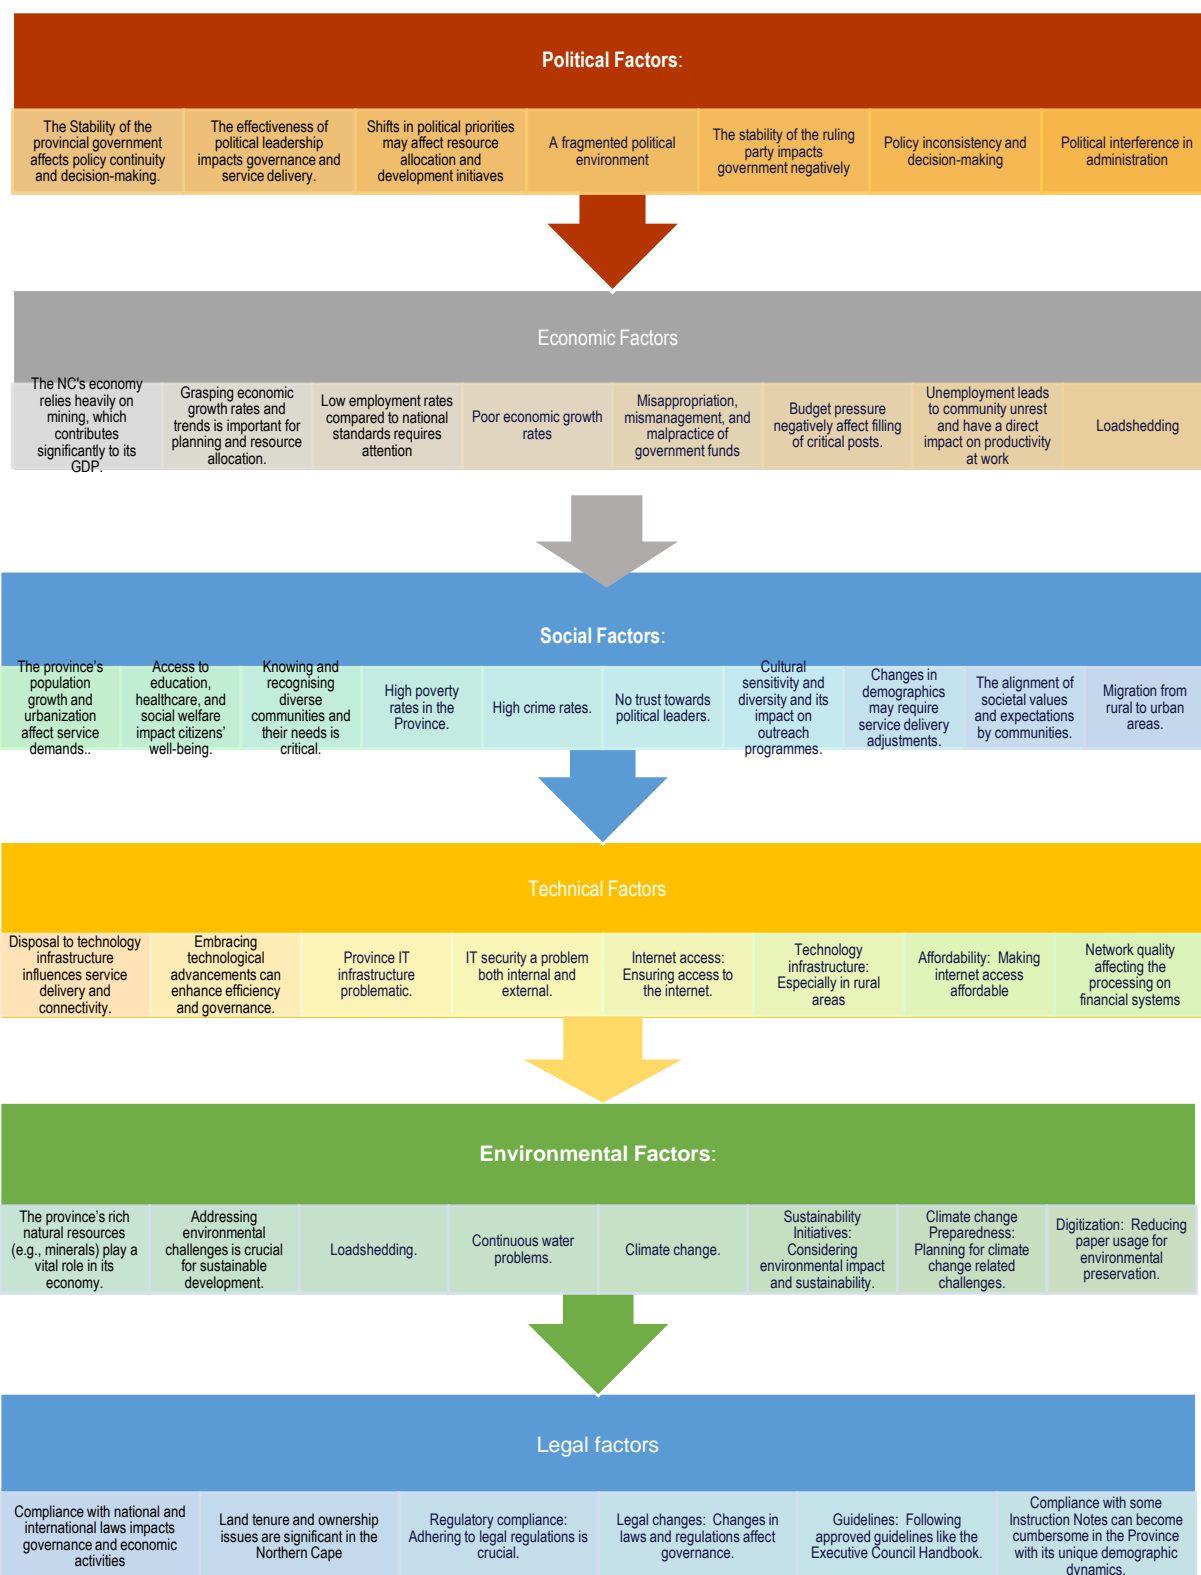 Political Factors:
The Stability of the
provincial government
affects policy continuity
and decision-making.
The effectiveness of
political leadership
impacts governance and
service delivery.
Shifts in political priorities
may affect resource
allocation and
development initiaves
A fragmented political
environment
The stability of the ruling
party impacts
government negatively
Policy inconsistency and
decision-making
Political interference in
administration
Economic Factors
The NC's economy
relies heavily on
mining, which
contributes
significantly to its
GDP.
Grasping economic
growth rates and
trends is important for
planning and resource
allocation.
Low employment rates
compared to national
standards requires
attention
Poor economic growth
rates
Misappropriation,
mismanagement, and
malpractice of
government funds
Budget pressure
negatively affect filling
of critical posts.
Unemployment leads
to community unrest
and have a direct
impact on productivity
at work
Loadshedding
Social Factors:
The province’s
population
growth and
urbanization
affect service
demands..
Access to
education,
healthcare, and
social welfare
impact citizens’
well-being.
Knowing and
recognising
diverse
communities and
their needs is
critical.
High poverty
rates in the
Province.
High crime rates.
No trust towards
political leaders.
Cultural
sensitivity and
diversity and its
impact on
outreach
programmes.
Changes in
demographics
may require
service delivery
adjustments.
The alignment of
societal values
and expectations
by communities.
Migration from
rural to urban
areas.
Technical Factors
Disposal to technology
infrastructure
influences service
delivery and
connectivity.
Embracing
technological
advancements can
enhance efficiency
and governance.
Province IT
infrastructure
problematic.
IT security a problem
both internal and
external.
Internet access:
Ensuring access to
the internet.
Technology
infrastructure:
Especially in rural
areas
Affordability: Making
internet access
affordable
Network quality
affecting the
processing on
financial systems
Environmental Factors:
The province’s rich
natural resources
(e.g., minerals) play a
vital role in its
economy.
Addressing
environmental
challenges is crucial
for sustainable
development.
Loadshedding.
Continuous water
problems.
Climate change.
Sustainability
Initiatives:
Considering
environmental impact
and sustainability.
Climate change
Preparedness:
Planning for climate
change related
challenges.
Digitization: Reducing
paper usage for
environmental
preservation.
Legal factors
Compliance with national and
international laws impacts
governance and economic
activities
Land tenure and ownership
issues are significant in the
Northern Cape
Regulatory compliance:
Adhering to legal regulations is
crucial.
Legal changes: Changes in
laws and regulations affect
governance.
Guidelines: Following
approved guidelines like the
Executive Council Handbook.
Compliance with some
Instruction Notes can become
cumbersome in the Province
with its unique demographic
dynamics.